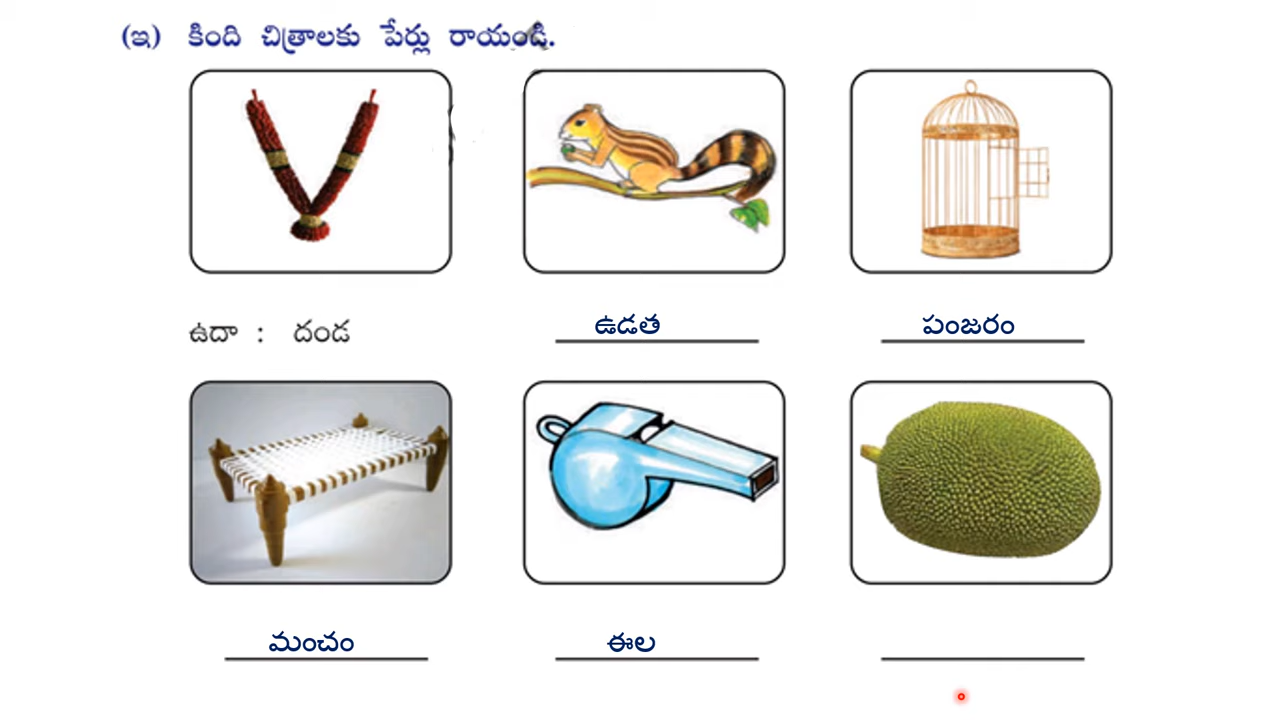 (ఇ) కింది చిత్రాలకు పేర్లు రాయండి.
ఉదా : దండ
ఉడత
పంజరం
మంచం
ఈల